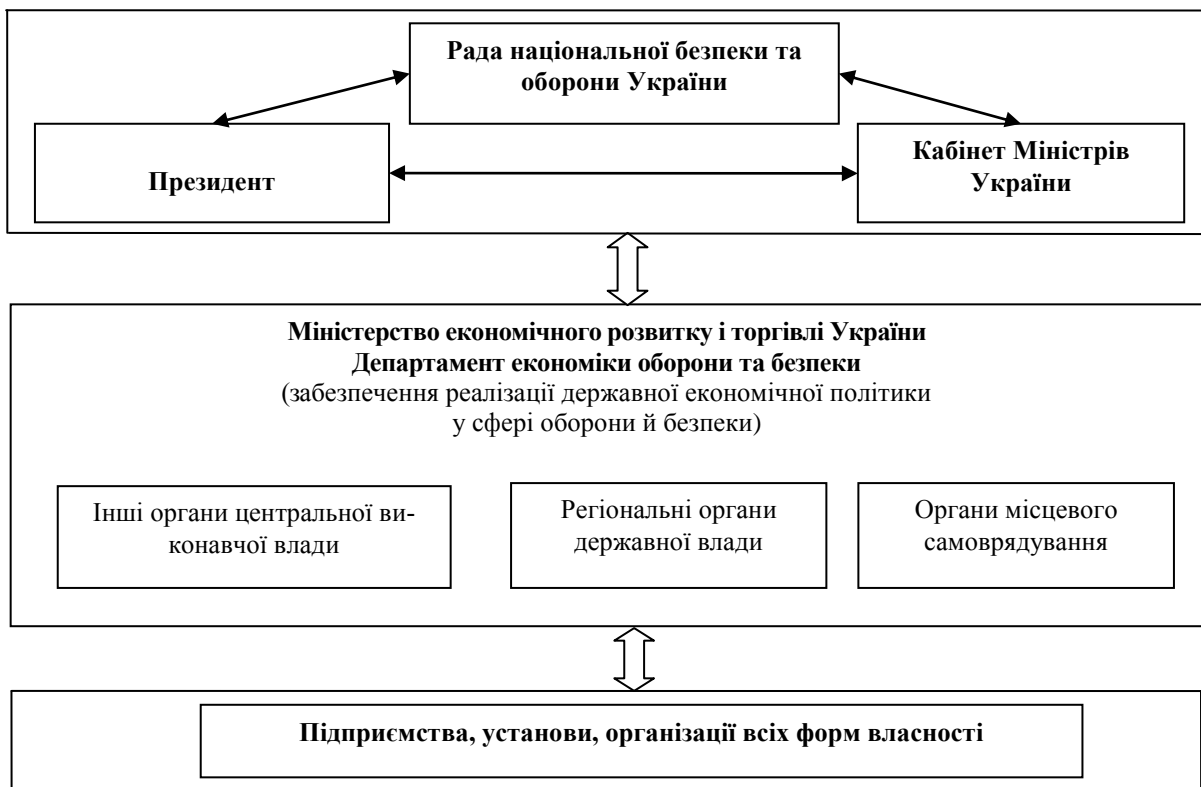 Рада національної безпеки та
оборони України
Президент
Кабінет Міністрів
України
Міністерство економічного розвитку і торгівлі України
Департамент економіки оборони та безпеки
(забезпечення реалізації державної економічної політики
у сфері оборони й безпеки)
Інші органи центральної ви-
конавчої влади
Регіональні органи
державної влади
Органи місцевого
самоврядування
Підприємства, установи, організації всіх форм власності